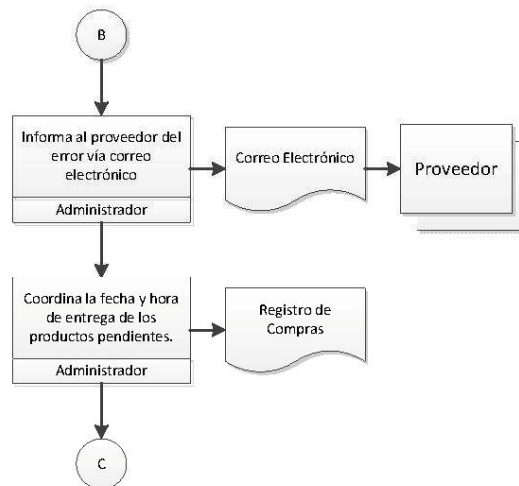 B
Informa al proveedor del
error vía correo
electrónico
Administrador
Correo Electrónico
Proveedor
Coordina la fecha y hora
de entrega de los
productos pendientes.
Administrador
Registro de
Compras
C